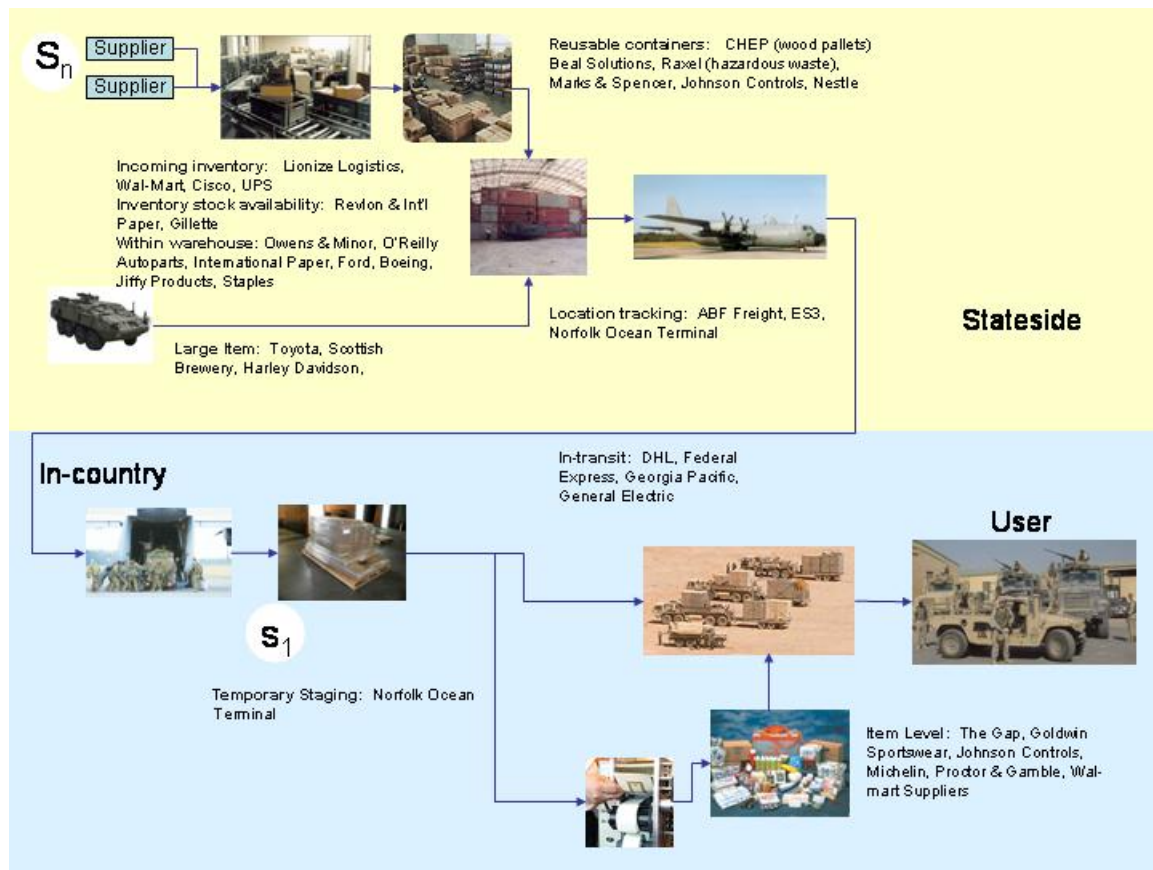 Sn
Supplier
Supplier
Reusable containers: CHEP (wood pallets)
Beal Solutions, Raxel (hazardous waste),
Marks & Spencer, Johnson Controls, Nestle
Incoming inventory: Lionize Logistics,
Wal-Mart, Cisco, UPS
Inventory stock availability: Revlon & Int'l
Paper, Gillette
Within warehouse: Owens & Minor, O'Reilly
Autoparts, International Paper, Ford, Boeing,
Jiffy Products, Staples
Location tracking: ABF Freight, ES3,
Norfolk Ocean Terminal
Stateside
Large Item: Toyota, Scottish
Brewery, Harley Davidson,
In-country
In-transit: DHL, Federal
Express, Georgia Pacific,
General Electric
User
S1
Temporary Staging: Norfolk Ocean
Terminal
Item Level: The Gap, Goldwin
Sportswear, Johnson Controls,
Michelin, Proctor & Gamble, Wal-
mart Suppliers